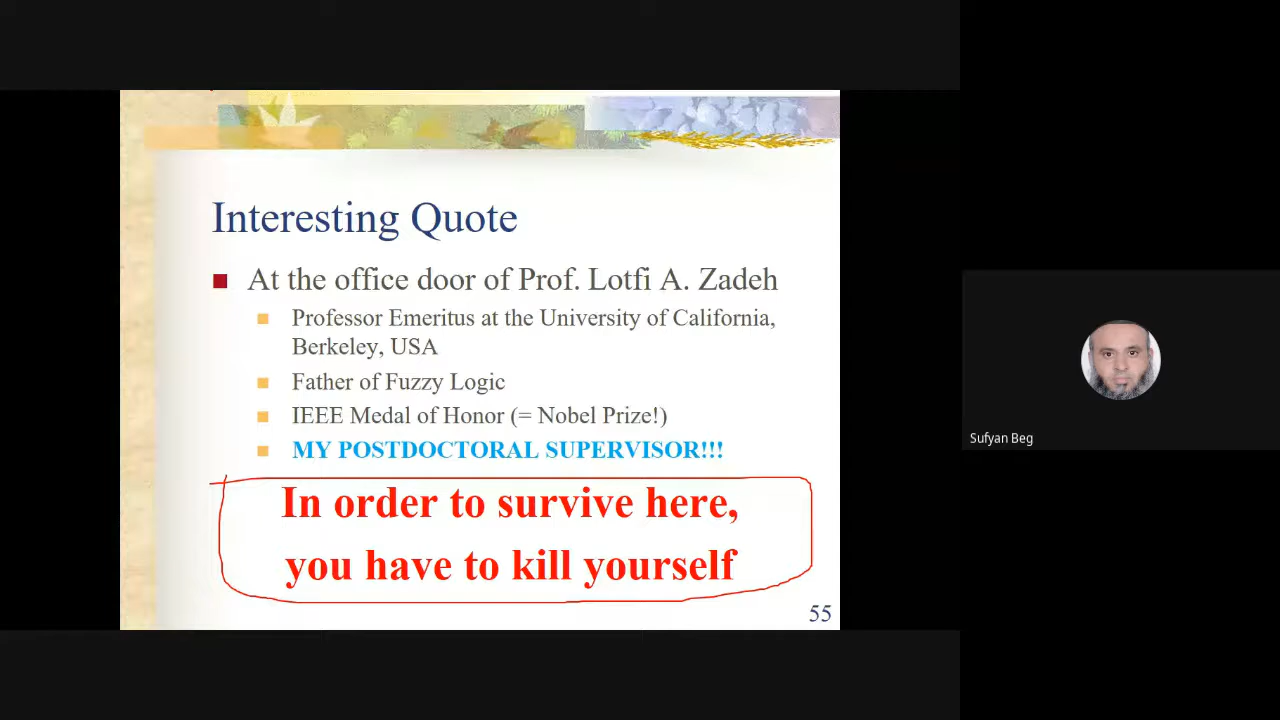 Interesting Quote
At the office door of Prof. Lotfi A. Zadeh
Professor Emeritus at the University of California,
Berkeley, USA
Father of Fuzzy Logic
IEEE Medal of Honor (= Nobel Prize!)
MY POSTDOCTORAL SUPERVISOR!!!
In order to survive here,
you have to kill yourself
55
Sufyan Beg